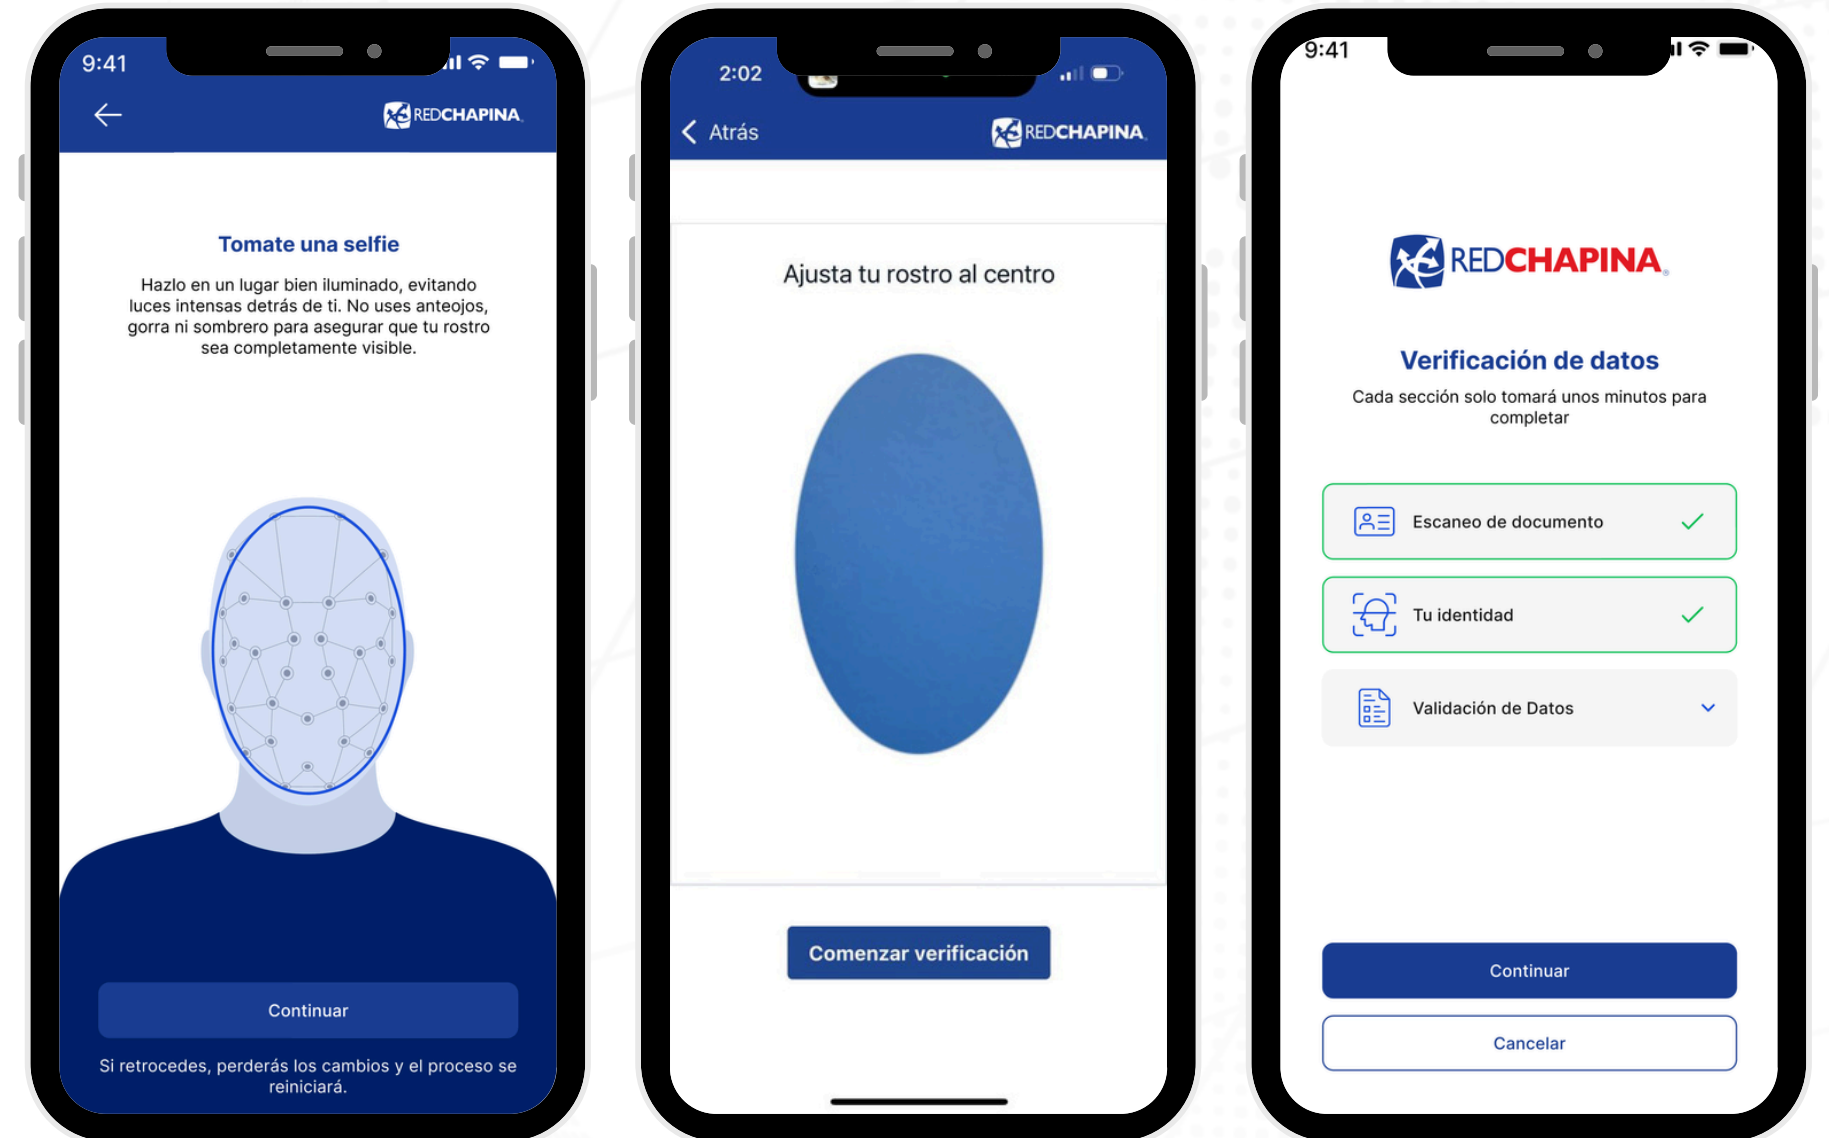 9:41
REDCHAPINA
Tomate una selfie
Hazlo en un lugar bien iluminado, evitando
luces intensas detrás de ti. No uses anteojos,
gorra ni sombrero para asegurar que tu rostro
sea completamente visible.
Continuar
Si retrocedes, perderás los cambios y el proceso se
reiniciará.
2:02
Atrás
REDCHAPINA
Ajusta tu rostro al centro
Comenzar verificación
9:41
REDCHAPINA®
Verificación de datos
Cada sección solo tomará unos minutos para
completar
Escaneo de documento
Tu identidad
Validación de Datos
Continuar
Cancelar